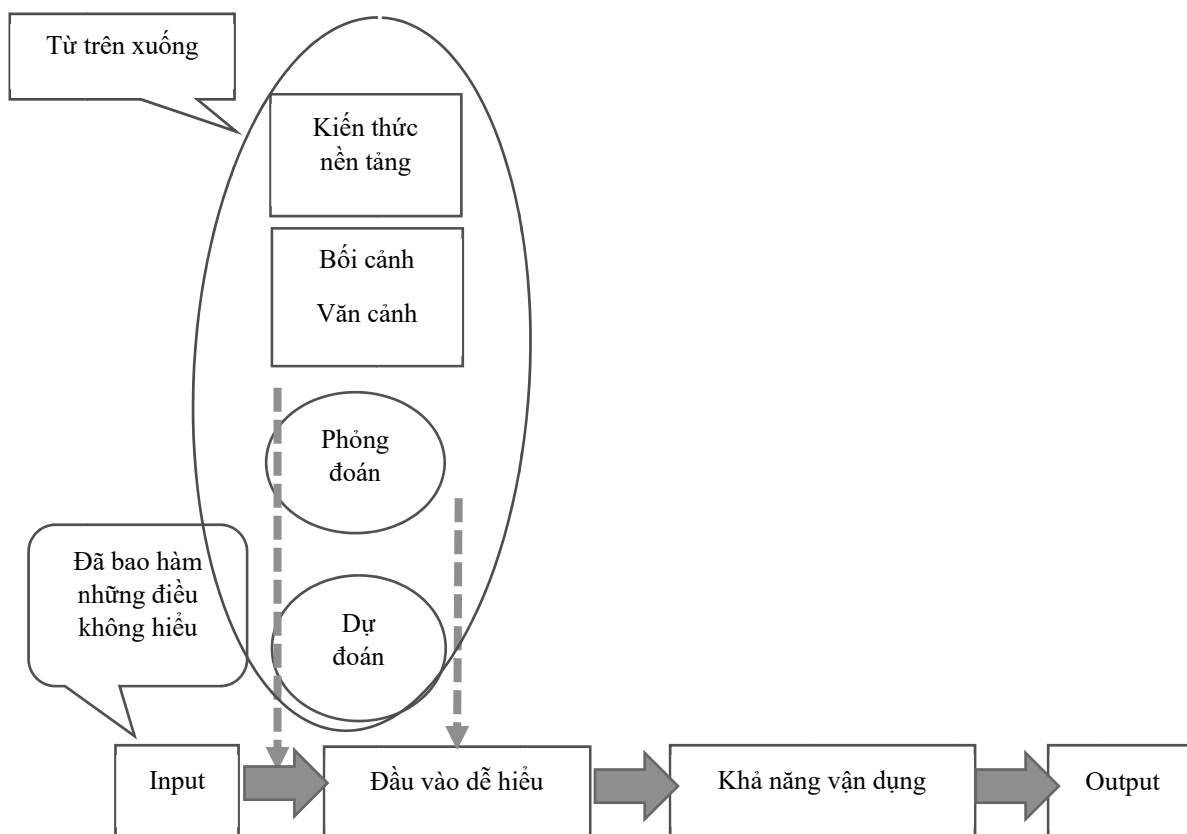 Từ trên xuống
Kiến thức
nền tảng
Bối cảnh
Văn cảnh
Phỏng
đoán
Đã bao hàm
những điều
không hiểu
Dự
đoán
Input
Đầu vào dễ hiểu
Khả năng vận dụng
Output